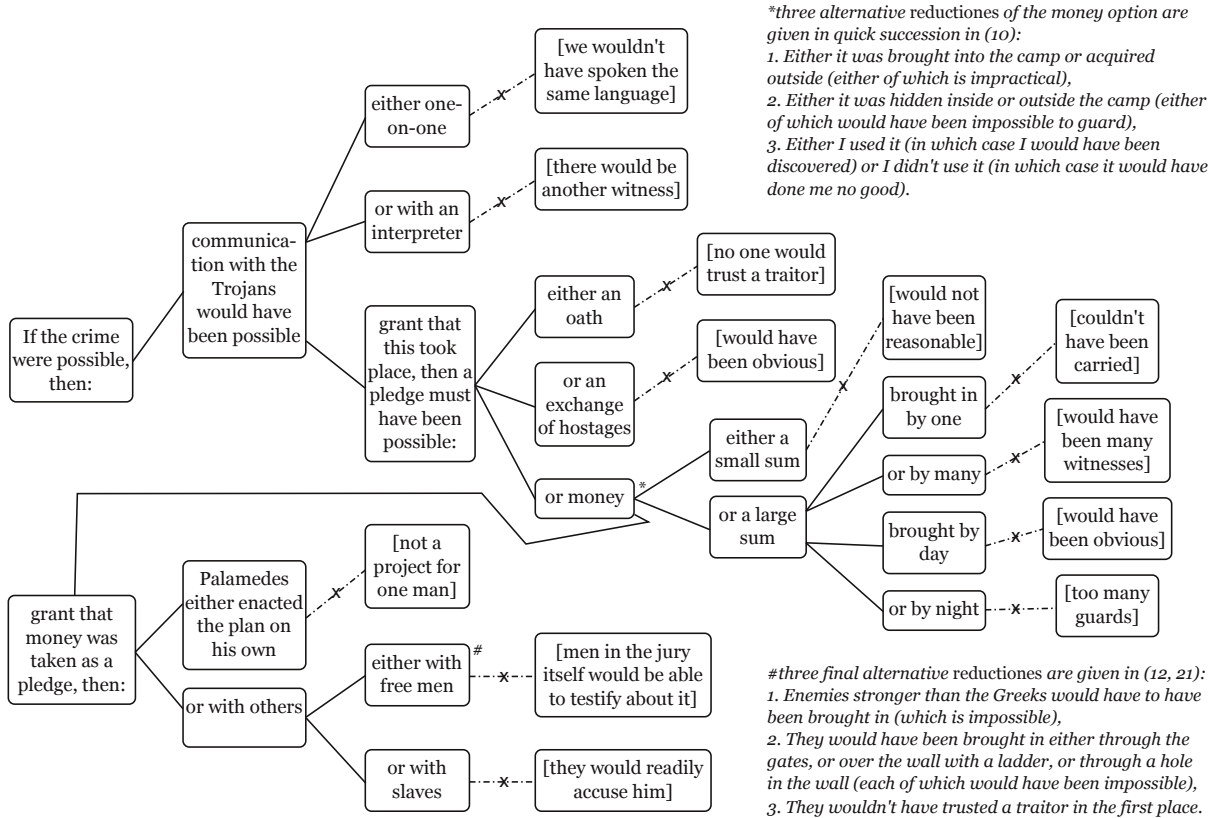 *three alternative reductiones of the money option are
given in quick succession in (10):
1. Either it was brought into the camp or acquired
outside (either of which is impractical),
2. Either it was hidden inside or outside the camp (either
of which would have been impossible to guard),
3. Either I used it (in which case I would have been
discovered) or I didn't use it (in which case it would have
done me no good).
If the crime
were possible,
then:
communica-
tion with the
Trojans
would have
been possible
either one-
on-one
x
[we wouldn't
have spoken the
same language]
or with an
interpreter
x
[there would be
another witness]
grant that
this took
place, then a
pledge must
have been
possible:
either an
oath
x
[no one would
trust a traitor]
or an
exchange
of hostages
x
[would have
been obvious]
or money
*
either a
small sum
x
[would not
have been
reasonable]
or a large
sum
brought in
by one
x
[couldn't
have been
carried]
or by many
x
[would have
been many
witnesses]
brought by
day
x
[would have
been obvious]
or by night
x
[too many
guards]
grant that
money was
taken as a
pledge, then:
Palamedes
either enacted
the plan on
his own
x
[not a
project for
one man]
or with others
either with
free men
#
x
[men in the jury
itself would be able
to testify about it]
or with
slaves
x
[they would readily
accuse him]
#three final alternative reductiones are given in (12, 21):
1. Enemies stronger than the Greeks would have to have
been brought in (which is impossible),
2. They would have been brought in either through the
gates, or over the wall with a ladder, or through a hole
in the wall (each of which would have been impossible),
3. They wouldn't have trusted a traitor in the first place.